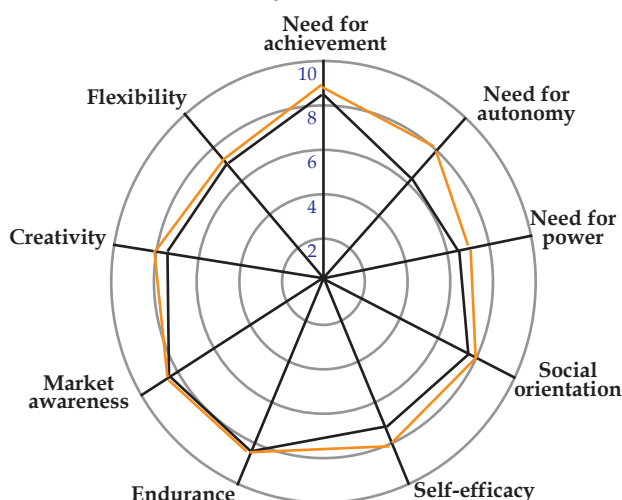 Need for
achievement
10
Flexibility
Need for
autonomy
8
6
4
Need for
power
Creativity
2
Social
orientation
Market
awareness
Endurance
Self-efficacy